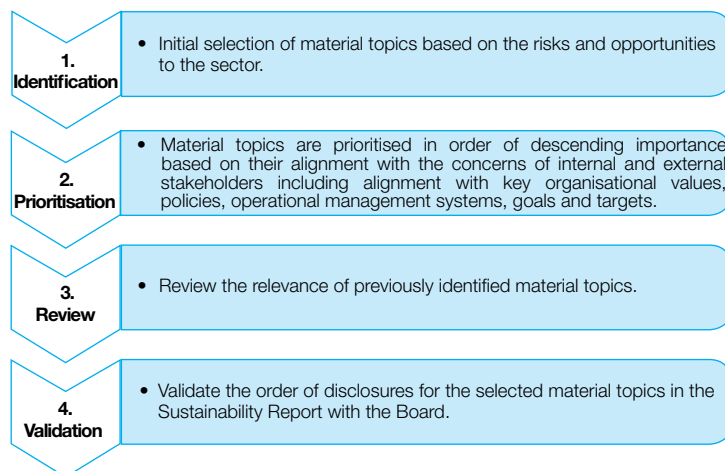 1.
Identification
• Initial selection of material topics based on the risks and opportunities
to the sector.
2.
Prioritisation
• Material topics are prioritised in order of descending importance
based on their alignment with the concerns of internal and external
stakeholders including alignment with key organisational values,
policies, operational management systems, goals and targets.
3.
Review
• Review the relevance of previously identified material topics.
4.
Validation
• Validate the order of disclosures for the selected material topics in the
Sustainability Report with the Board.